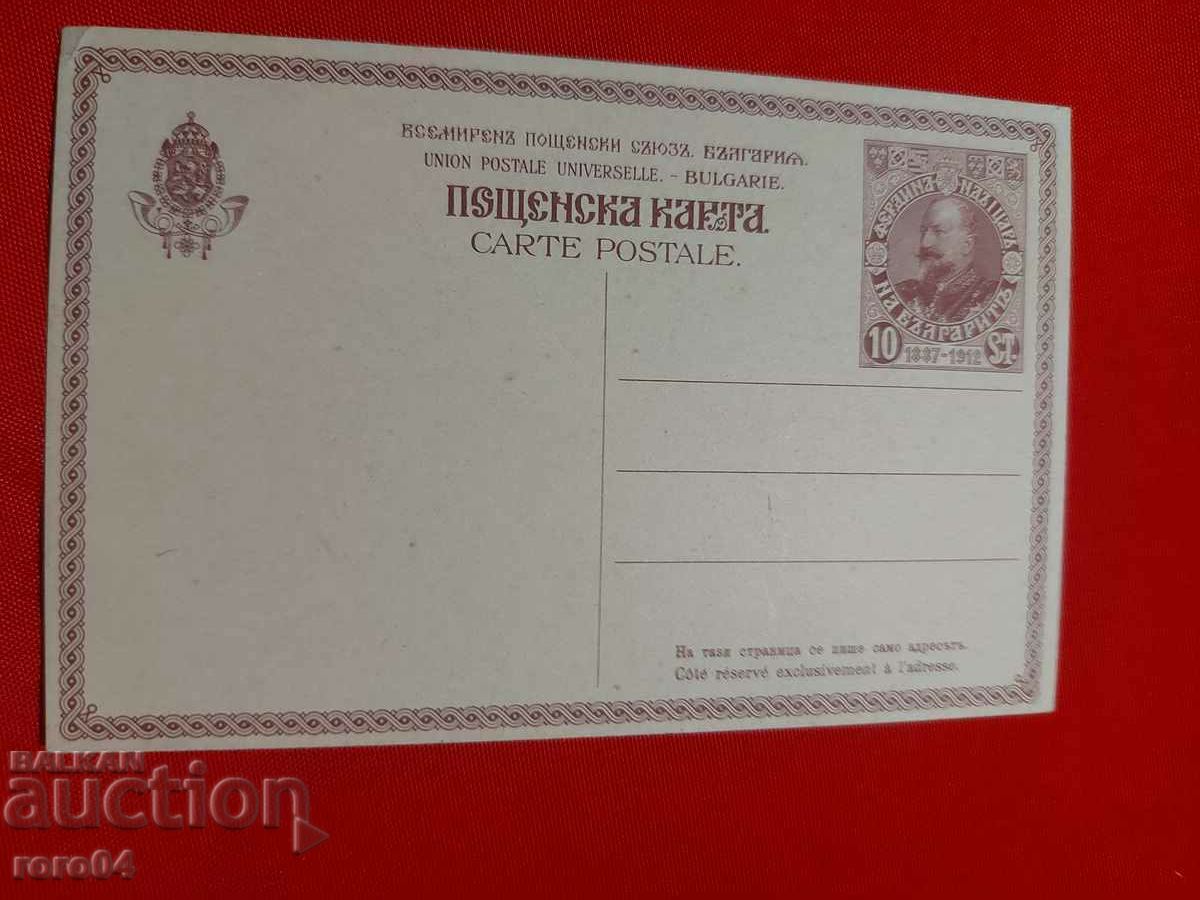 ВСЕМИРЕНЪ ПОЩЕНСКИ СЪЮЗЪ. БЪЛГАРИЯ.
UNION POSTALE UNIVERSELLE. - BULGARIE.
ПОЩЕНСКА КАРТА.
CARTE POSTALE.
ФЕРДИНАНДЪ I ЦАРЬ
НА БЪЛГАРИТѢ
10 1887-1912 ST.
На тази страница се пише само адресътъ.
Côté réservé exclusivement à l'adresse.
BALKAN
auction
roro04